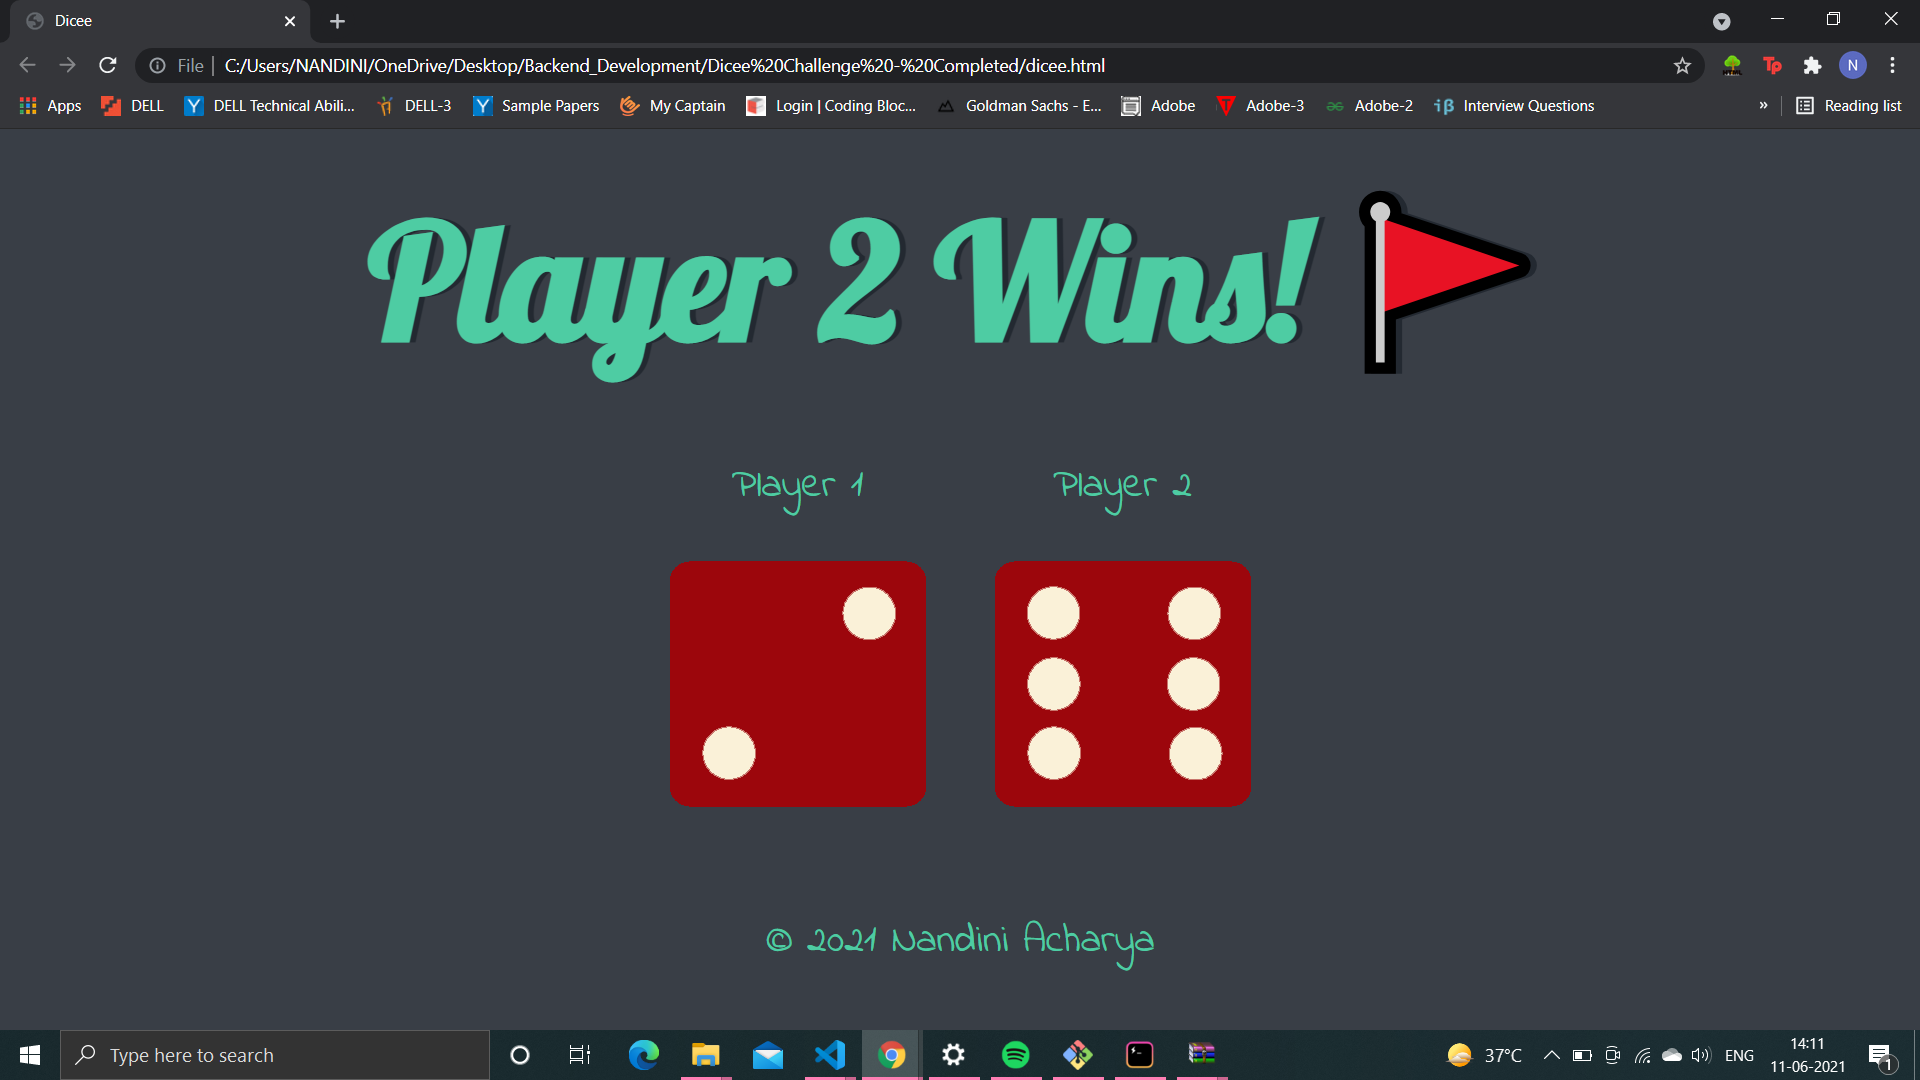 Dicee
File
C:/Users/NANDINI/OneDrive/Desktop/Backend_Development/Dicee%20Challenge%20-%20Completed/dicee.html
N
Apps DELL DELL Technical Abili... DELL-3 Sample Papers My Captain Login | Coding Bloc... Goldman Sachs - E... Adobe Adobe-3 Adobe-2 Interview Questions » Reading list
Player 2 Wins!
Player 1 Player 2
© 2021 Nandini Acharya
Type here to search
37°C
ENG
14:11
11-06-2021
1